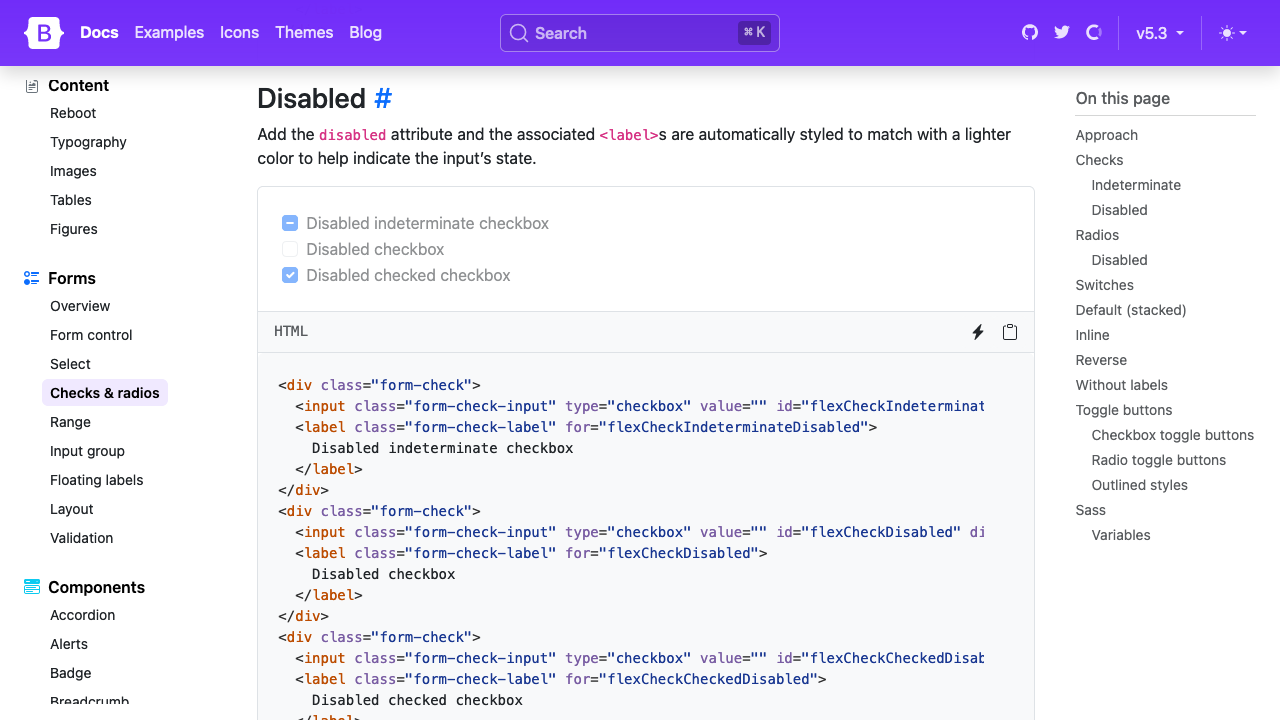 B
Docs
Examples
Icons
Themes
Blog
Search
⌘ K
v5.3
Content
Reboot
Typography
Images
Tables
Figures
Forms
Overview
Form control
Select
Checks & radios
Range
Input group
Floating labels
Layout
Validation
Components
Accordion
Alerts
Badge
Breadcrumb
Disabled #
Add the disabled attribute and the associated <label>s are automatically styled to match with a lighter
color to help indicate the input’s state.
Disabled indeterminate checkbox
Disabled checkbox
Disabled checked checkbox
HTML
<div class="form-check">
  <input class="form-check-input" type="checkbox" value="" id="flexCheckIndeterminat
  <label class="form-check-label" for="flexCheckIndeterminateDisabled">
    Disabled indeterminate checkbox
  </label>
</div>
<div class="form-check">
  <input class="form-check-input" type="checkbox" value="" id="flexCheckDisabled" di
  <label class="form-check-label" for="flexCheckDisabled">
    Disabled checkbox
  </label>
</div>
<div class="form-check">
  <input class="form-check-input" type="checkbox" value="" id="flexCheckCheckedDisab
  <label class="form-check-label" for="flexCheckCheckedDisabled">
    Disabled checked checkbox
  </label>
On this page
Approach
Checks
Indeterminate
Disabled
Radios
Disabled
Switches
Default (stacked)
Inline
Reverse
Without labels
Toggle buttons
Checkbox toggle buttons
Radio toggle buttons
Outlined styles
Sass
Variables